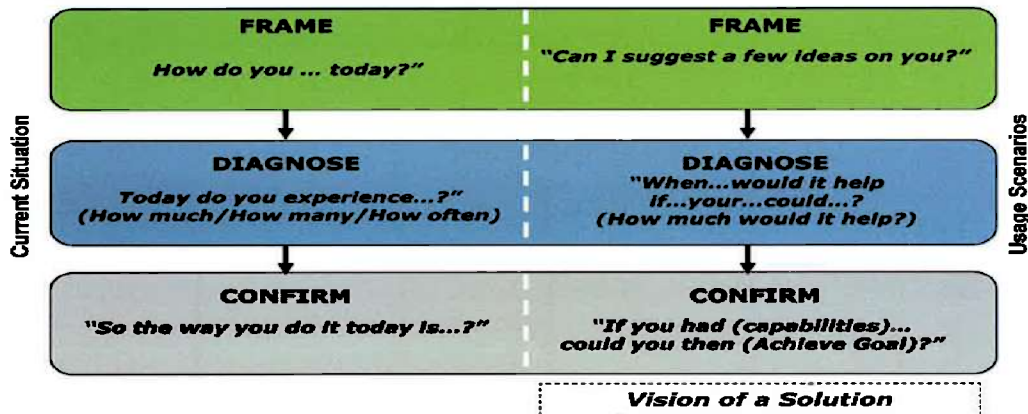 Current Situation
FRAME
How do you ... today?”
DIAGNOSE
Today do you experience...?”
(How much/How many/How often)
CONFIRM
“So the way you do it today is...?”
FRAME
“Can I suggest a few ideas on you?”
DIAGNOSE
“When...would it help
if...your...could...?
(How much would it help?)
CONFIRM
“If you had (capabilities)...
could you then (Achieve Goal)?”
Vision of a Solution
Usage Scenarios